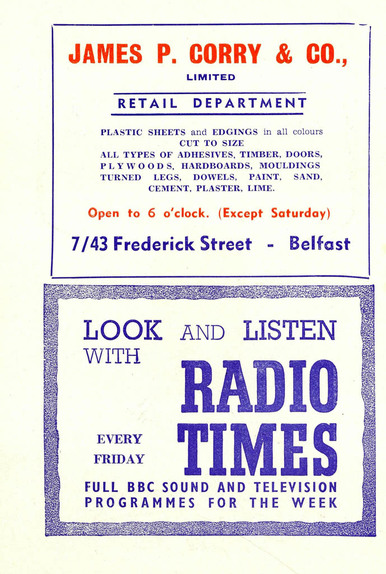 JAMES P. CORRY & CO.,
LIMITED
RETAIL DEPARTMENT
PLASTIC SHEETS and EDGINGS in all colours
CUT TO SIZE
ALL TYPES OF ADHESIVES, TIMBER, DOORS,
PLYWOODS, HARDBOARDS, MOULDINGS
TURNED LEGS, DOWELS, PAINT, SAND,
CEMENT, PLASTER, LIME.
Open to 6 o'clock. (Except Saturday)
7/43 Frederick Street - Belfast
LOOK AND LISTEN
WITH
RADIO
TIMES
EVERY
FRIDAY
FULL BBC SOUND AND TELEVISION
PROGRAMMES FOR THE WEEK